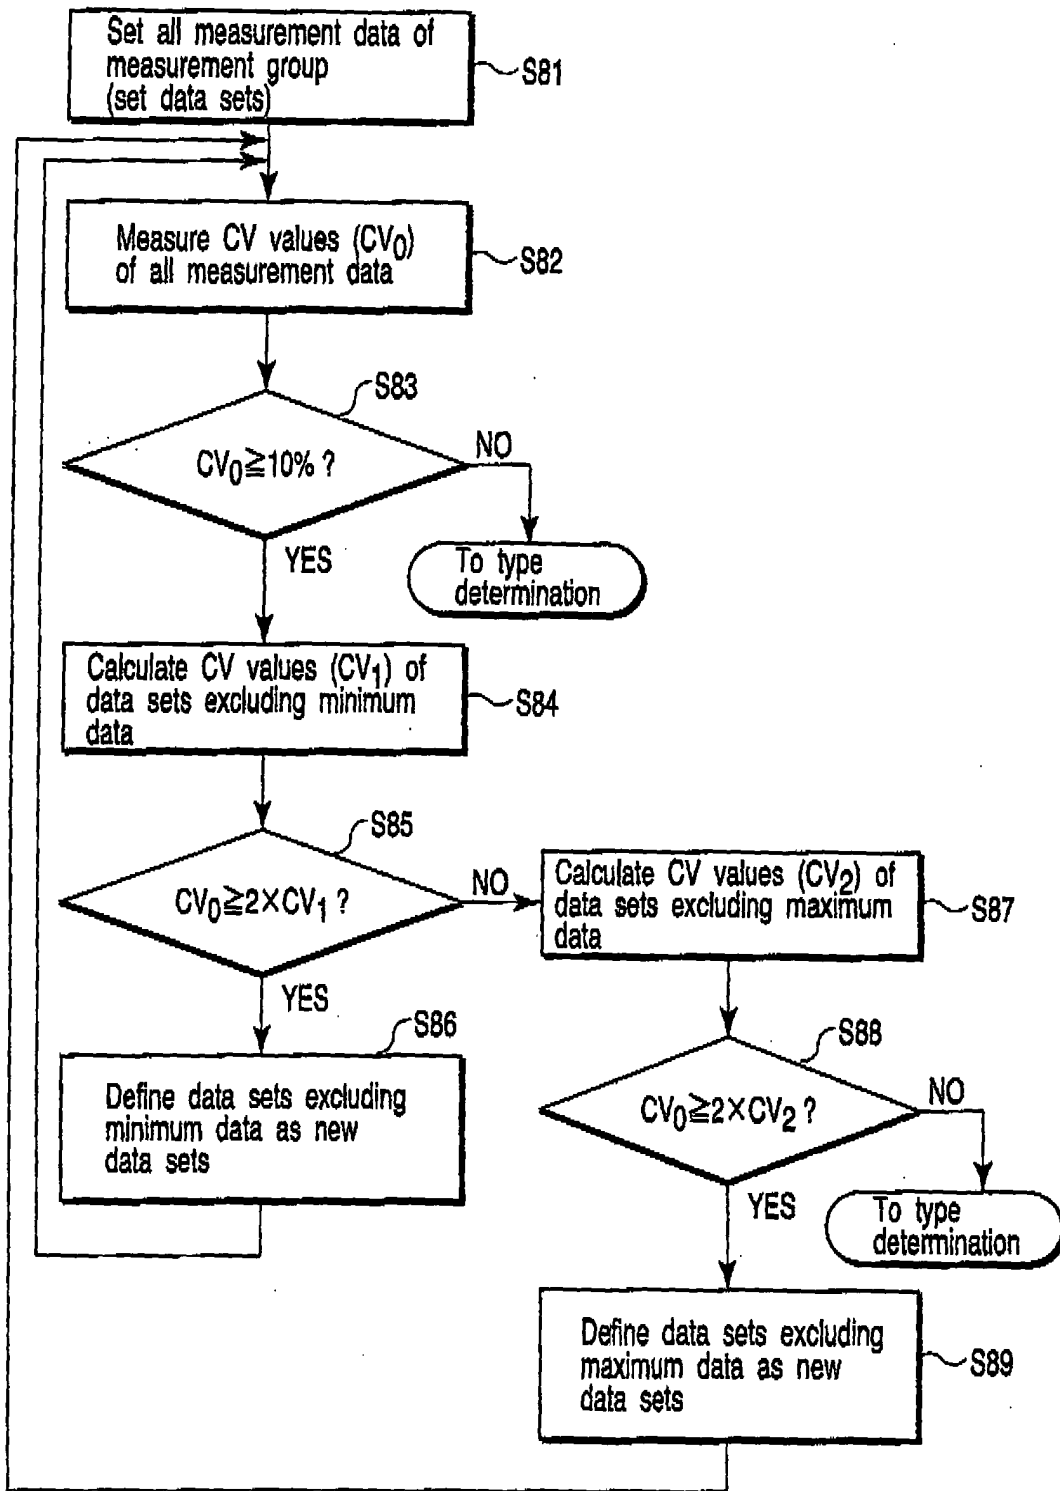 Set all measurement data of
measurement group
(set data sets)
S81
Measure CV values (CV0)
of all measurement data
S82
S83
CV0≧10% ?
NO
YES
To type
determination
Calculate CV values (CV1) of
data sets excluding minimum
data
S84
S85
CV0≧2×CV1 ?
NO
YES
Calculate CV values (CV2) of
data sets excluding maximum
data
S87
S86
Define data sets excluding
minimum data as new
data sets
S88
CV0≧2×CV2 ?
NO
YES
To type
determination
Define data sets excluding
maximum data as new
data sets
S89